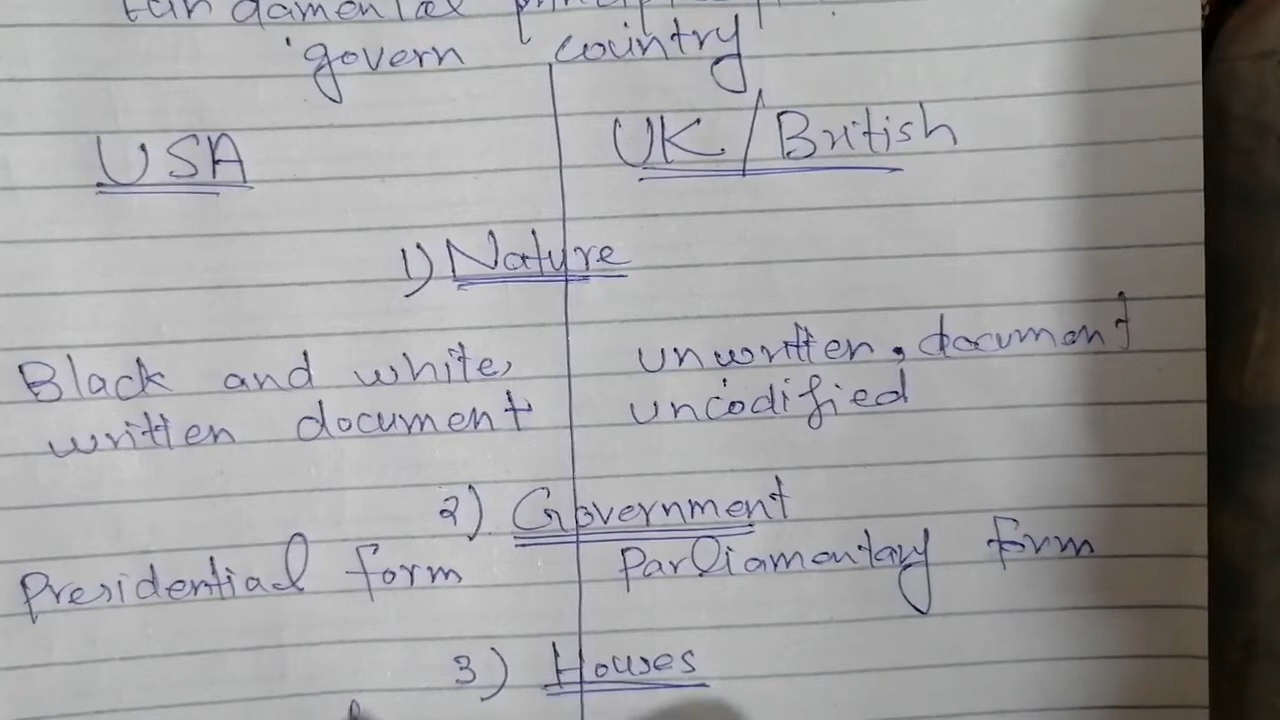 fundamental
govern country
USA UK/British
1) Nature
Black and white, unwritten, document
written document uncodified
2) Government
Presidential form Parliamentary form
3) Houses